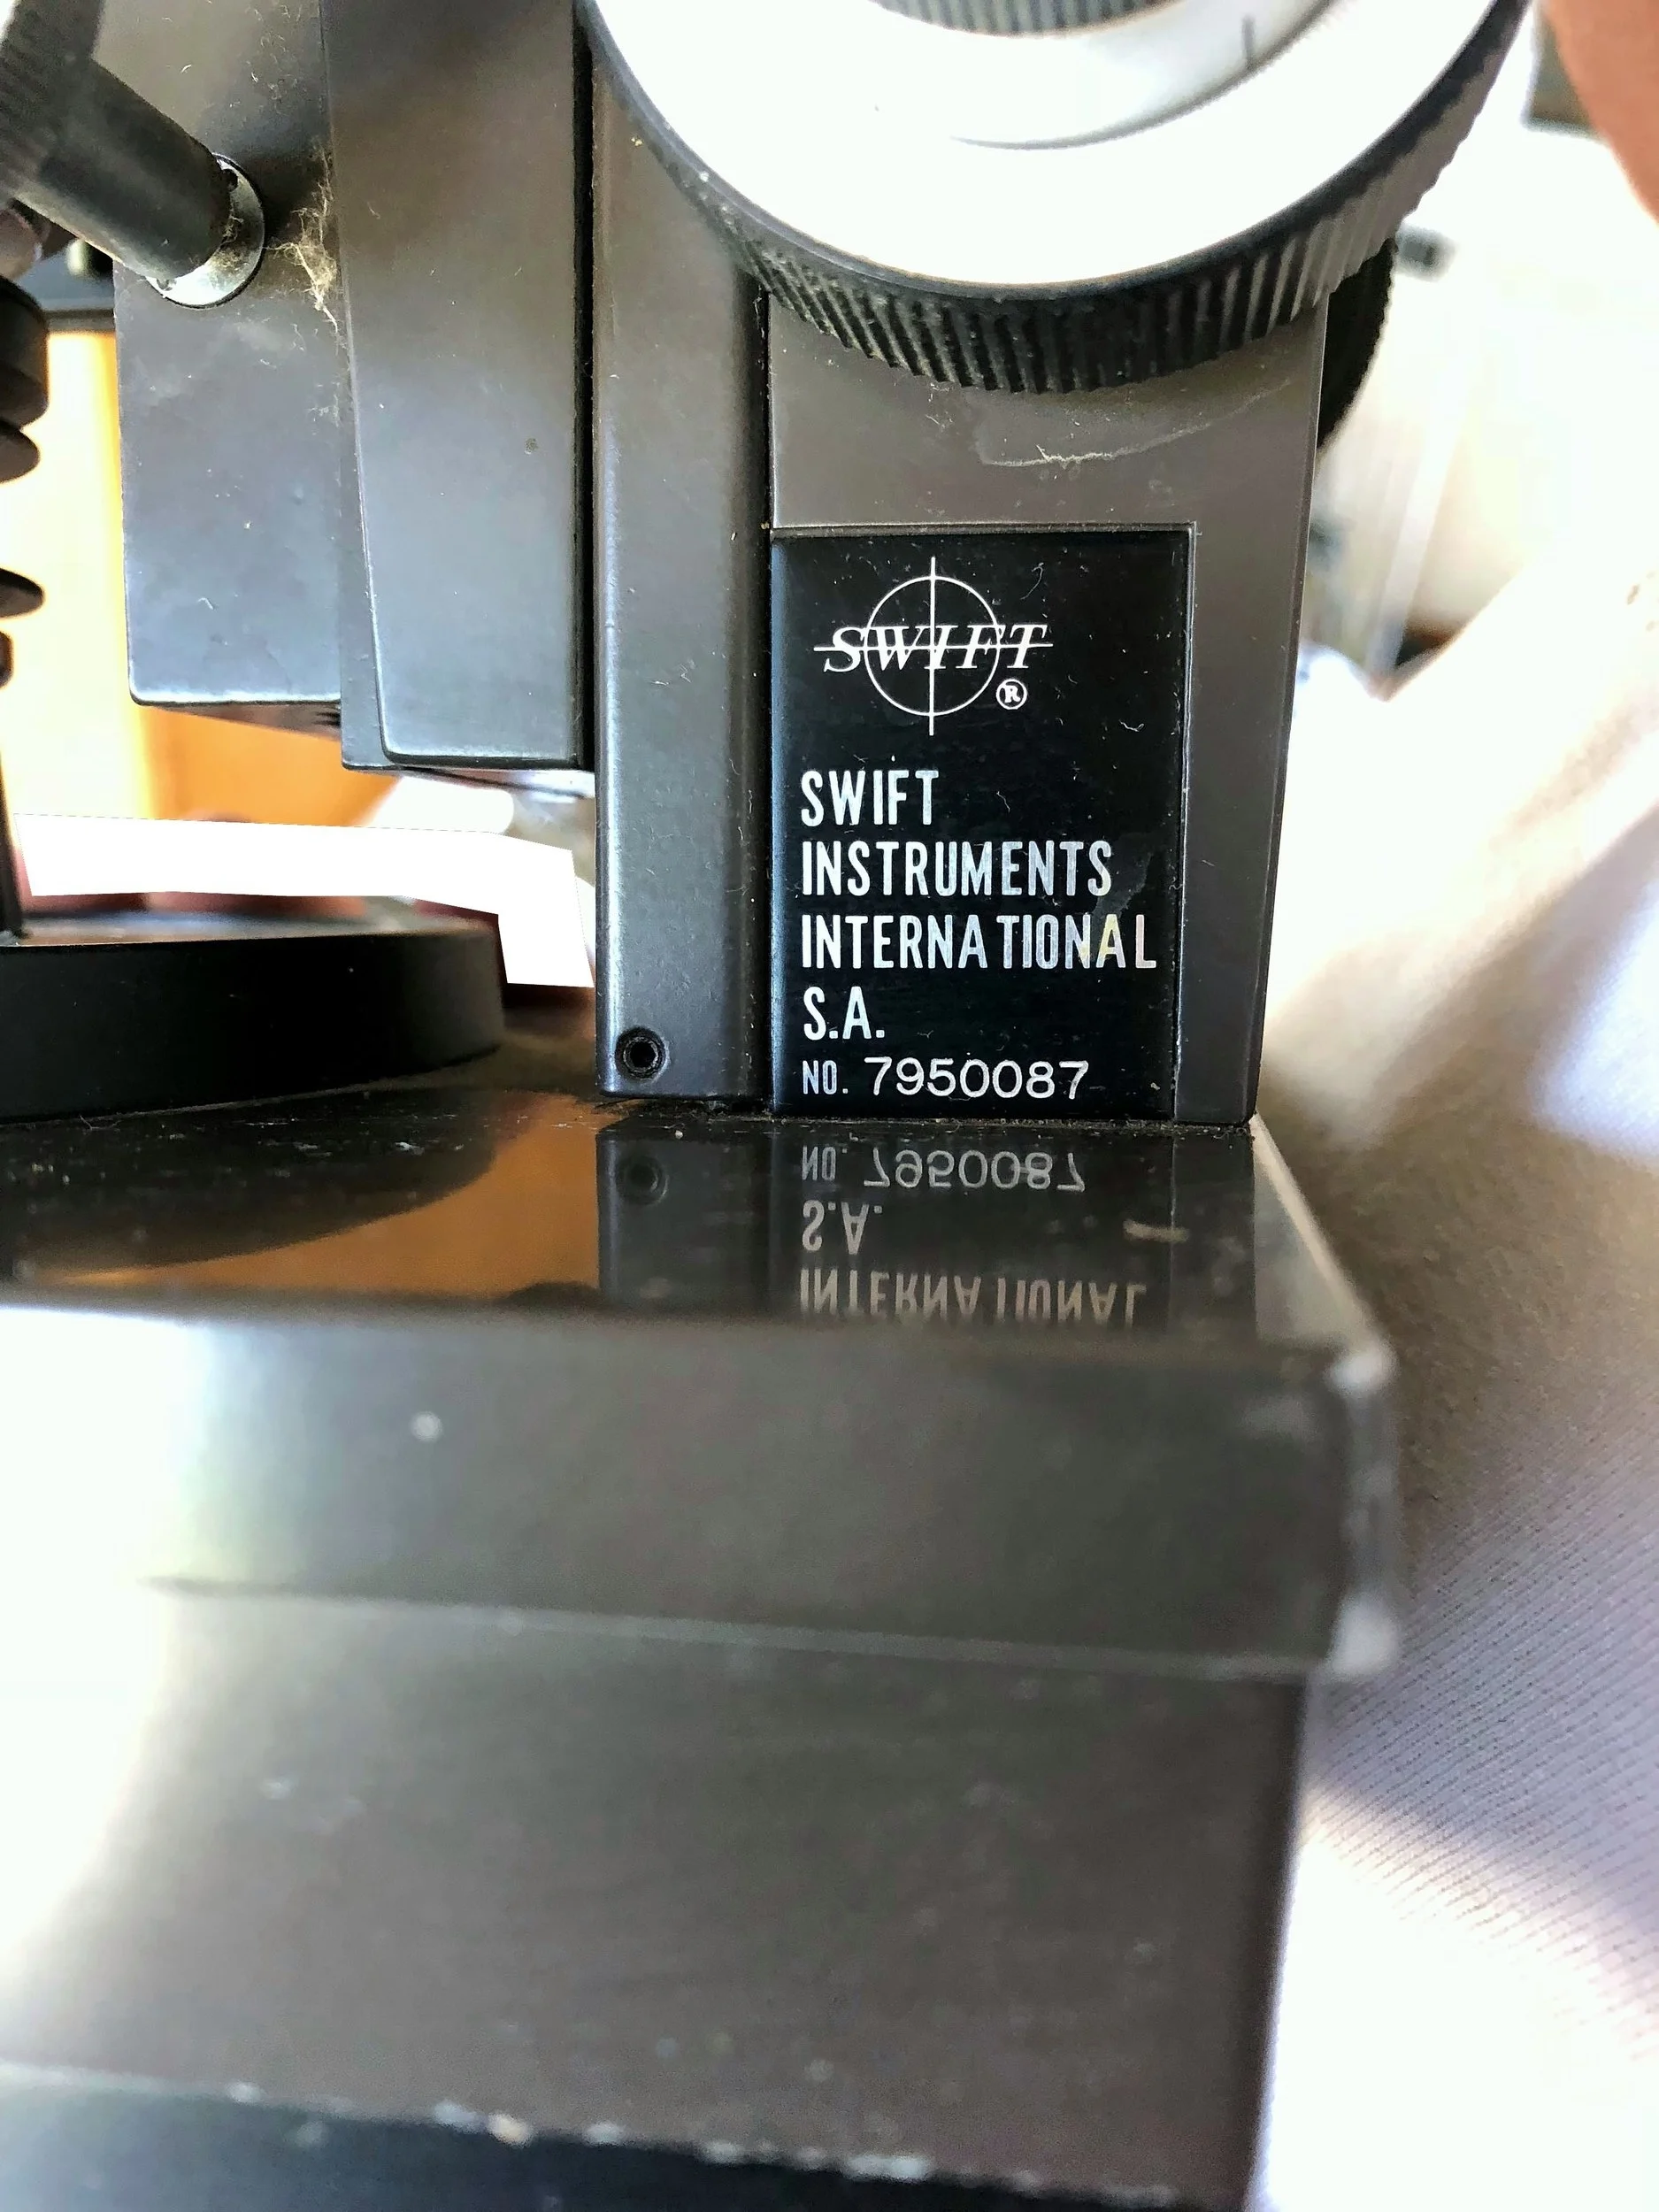 SWIFT
®
SWIFT
INSTRUMENTS
INTERNATIONAL
S.A.
NO. 7950087